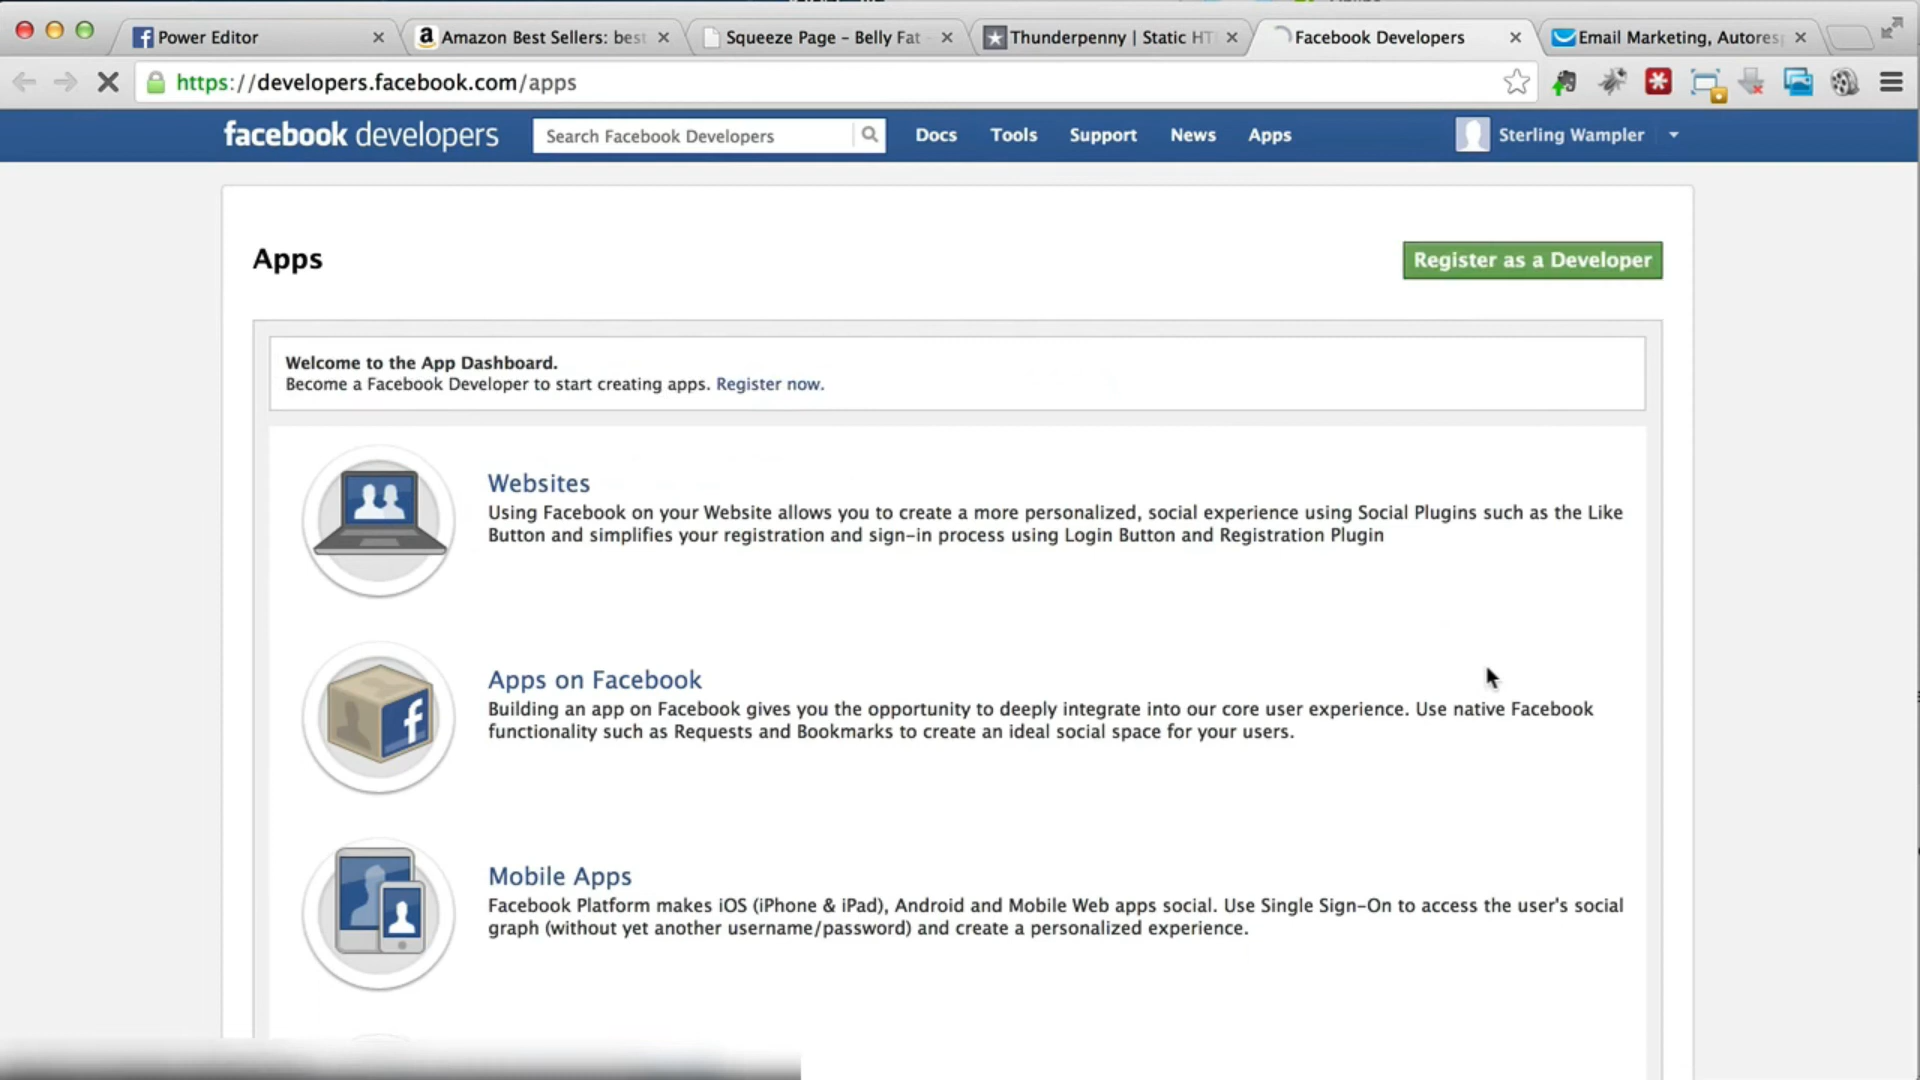 Power Editor
Amazon Best Sellers: best
Squeeze Page - Belly Fat
Thunderpenny | Static HT
Facebook Developers
Email Marketing, Autoresp
https://developers.facebook.com/apps
facebook developers
Search Facebook Developers
Docs
Tools
Support
News
Apps
Sterling Wampler
Apps
Register as a Developer
Welcome to the App Dashboard.
Become a Facebook Developer to start creating apps. Register now.
Websites
Using Facebook on your Website allows you to create a more personalized, social experience using Social Plugins such as the Like
Button and simplifies your registration and sign-in process using Login Button and Registration Plugin
Apps on Facebook
Building an app on Facebook gives you the opportunity to deeply integrate into our core user experience. Use native Facebook
functionality such as Requests and Bookmarks to create an ideal social space for your users.
Mobile Apps
Facebook Platform makes iOS (iPhone & iPad), Android and Mobile Web apps social. Use Single Sign-On to access the user's social
graph (without yet another username/password) and create a personalized experience.